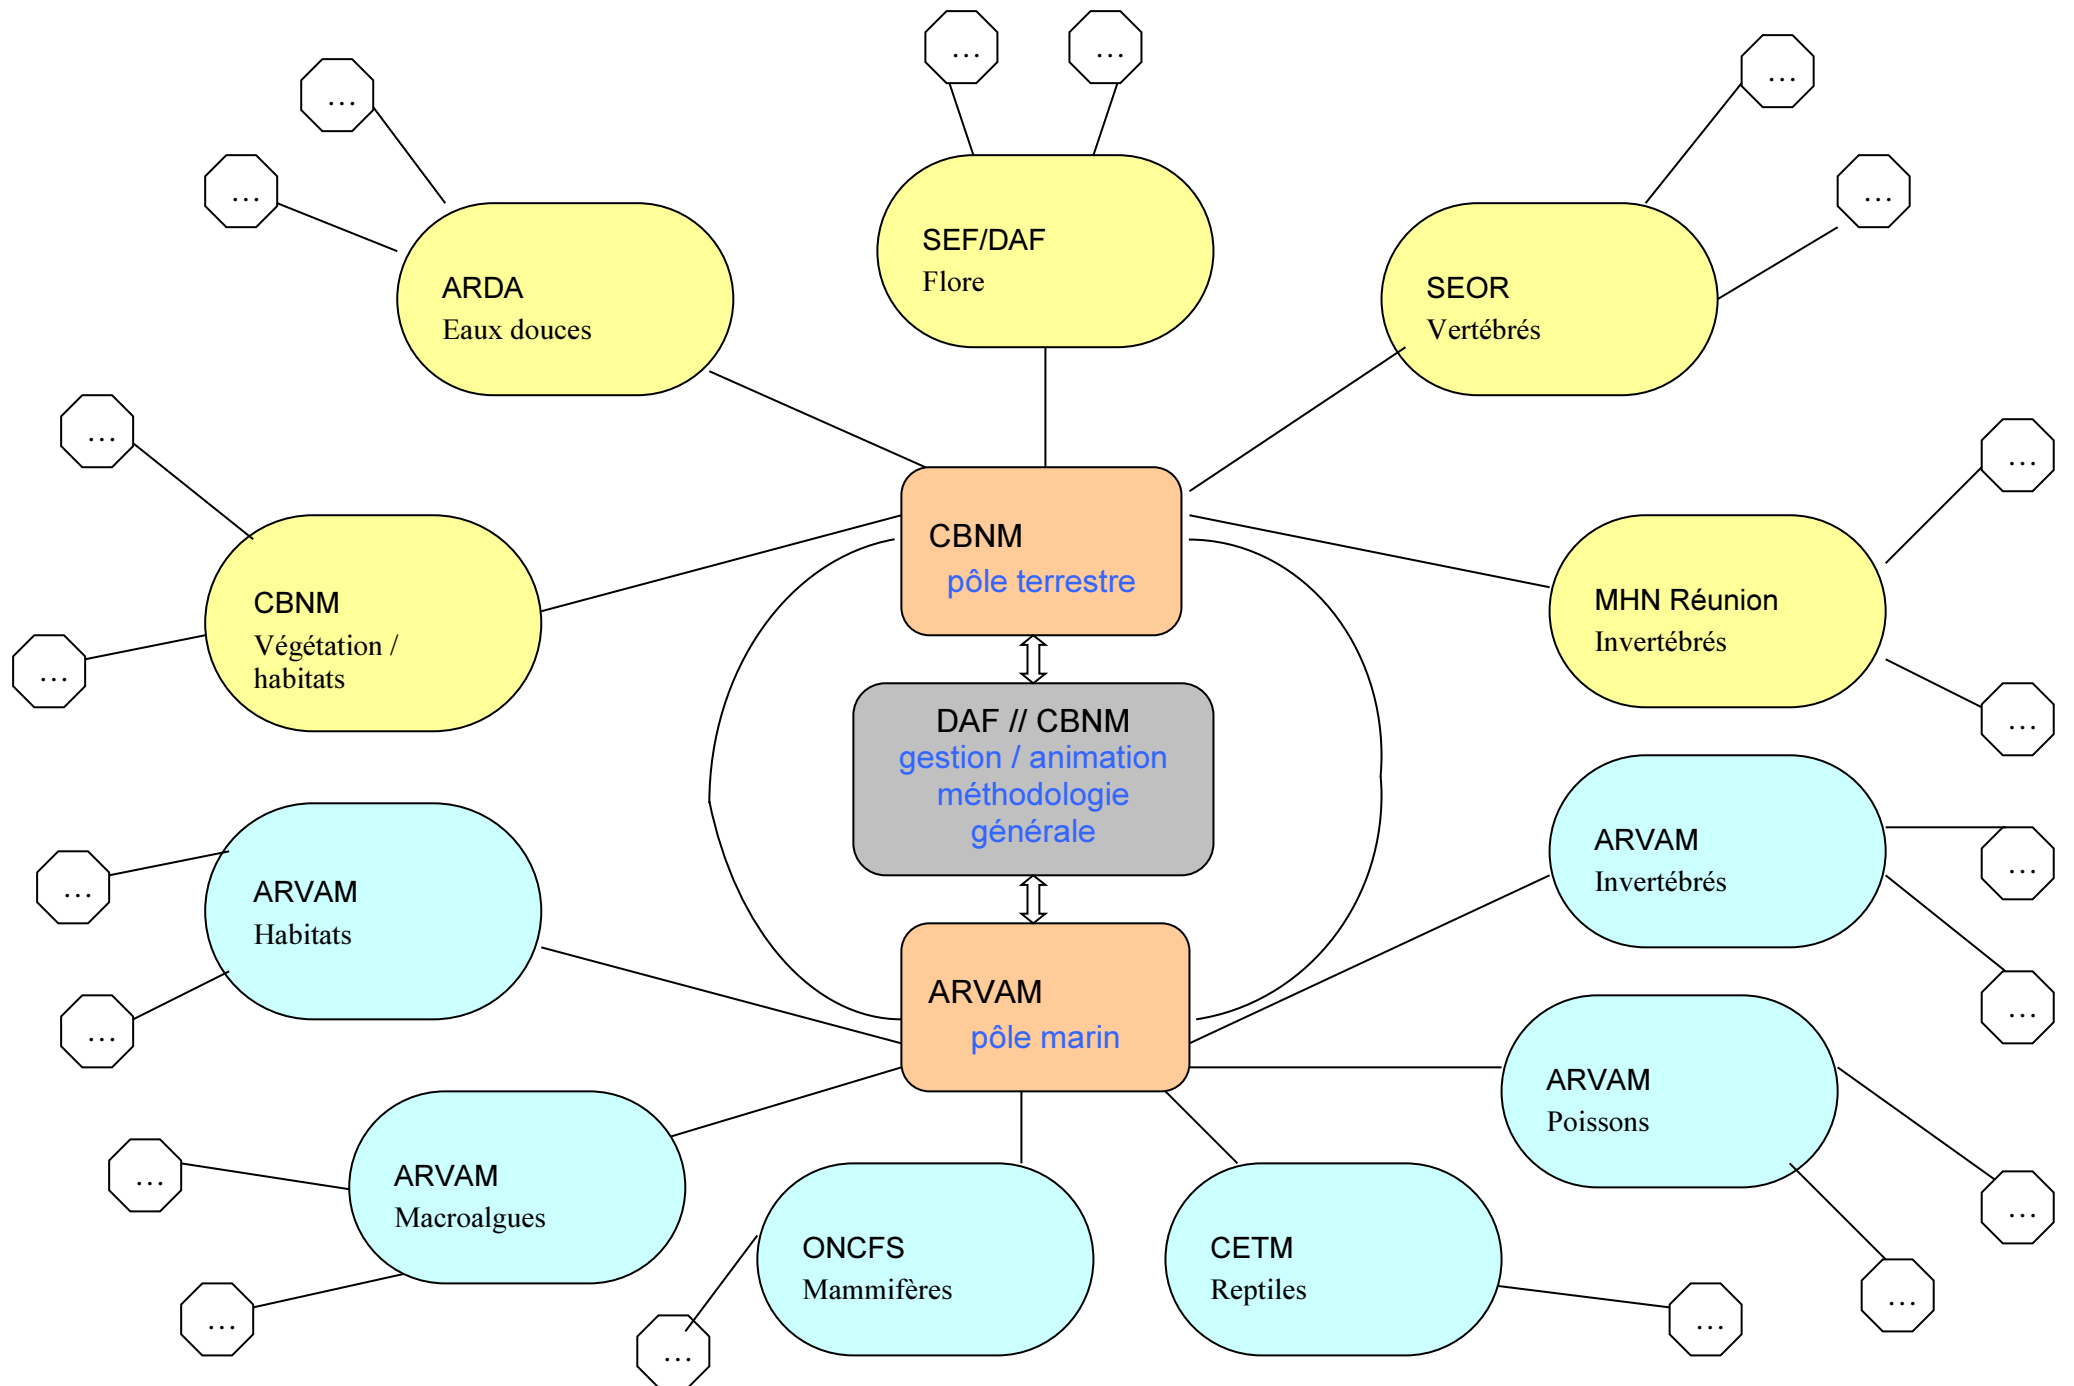 …
…
…
…
…
…
SEF/DAF
Flore
ARDA
Eaux douces
SEOR
Vertébrés
…
…
CBNM
pôle terrestre
CBNM
Végétation /
habitats
MHN Réunion
Invertébrés
…
…
DAF // CBNM
gestion / animation
méthodologie
générale
ARVAM
Invertébrés
…
…
ARVAM
Habitats
…
…
ARVAM
pôle marin
ARVAM
Poissons
…
…
ARVAM
Macroalgues
…
ONCFS
Mammifères
CETM
Reptiles
…
…
…
…